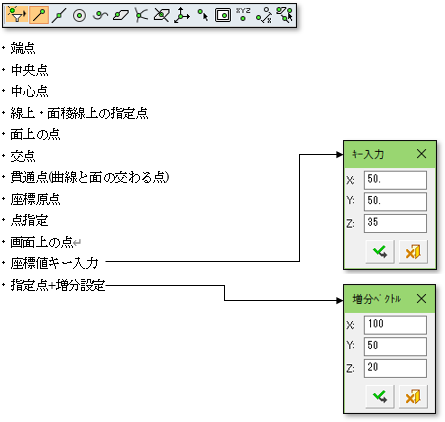 XYZ
・端点
・中央点
・中心点
・線上・面稜線上の指定点
・面上の点
・交点
・貫通点(曲線と面の交わる点)
・座標原点
・点指定
・画面上の点↵
・座標値キー入力
・指定点+増分設定
ｷｰ入力
X: 50.
Y: 50.
Z: 35
増分ﾍﾞｸﾄﾙ
X: 100
Y: 50
Z: 20